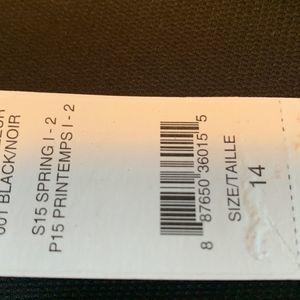 001 BLACK/NOIR
S15 SPRING I - 2
P15 PRINTEMPS I - 2
8 87650 36015 5
SIZE/TAILLE
14